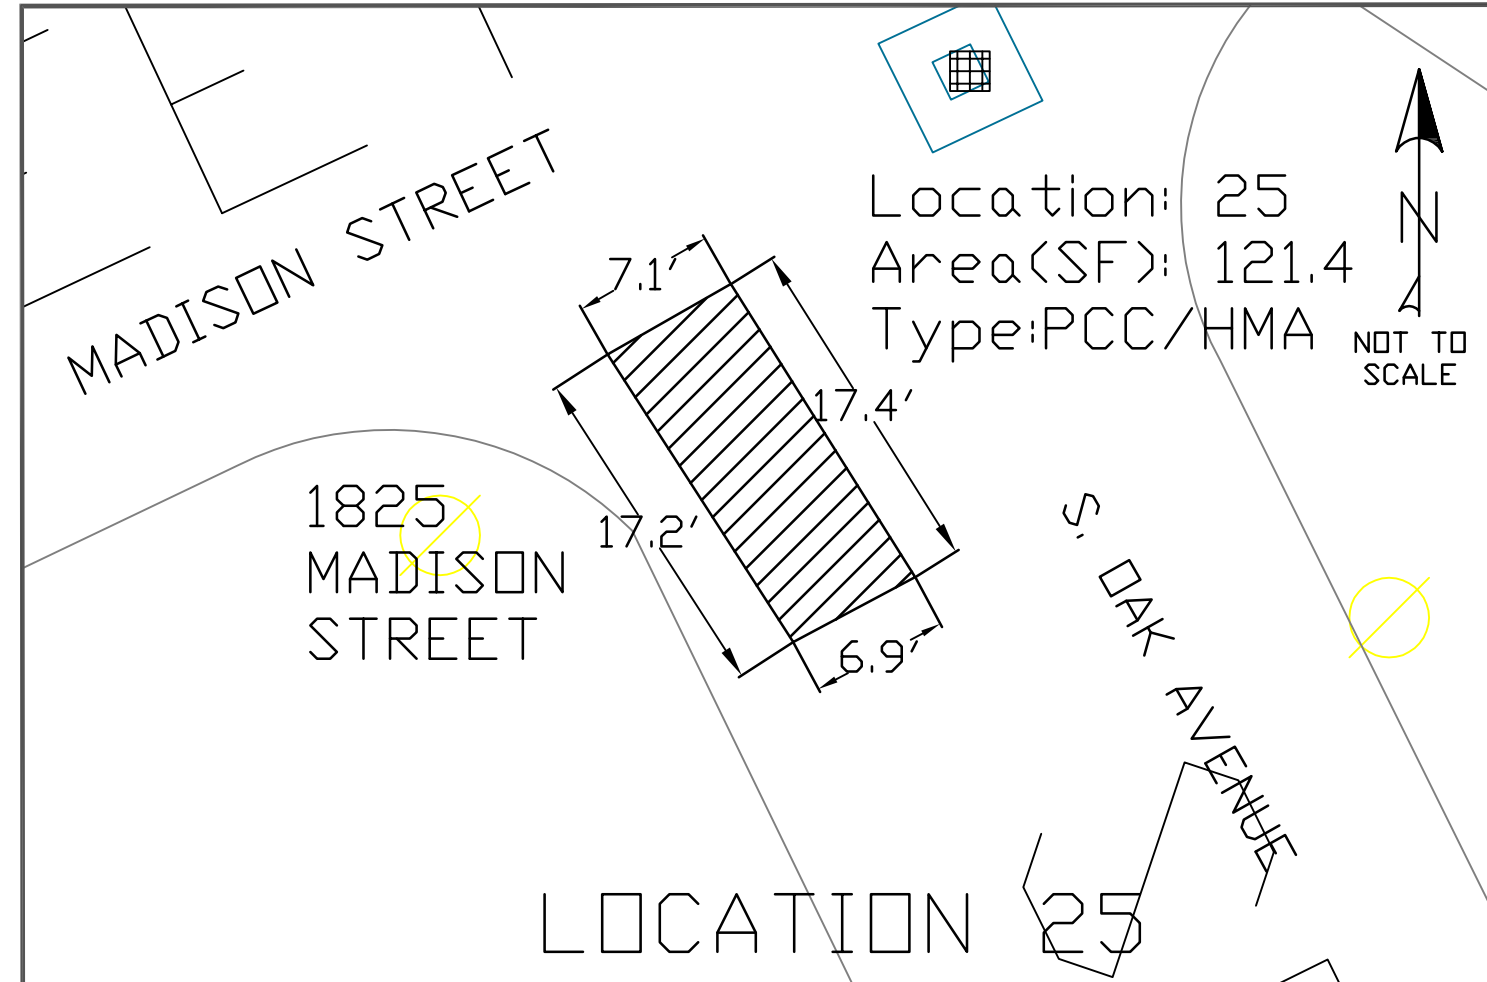 MADISON STREET
Location: 25
Area(SF): 121.4
Type:PCC/HMA
N
NOT TO
SCALE
7.1'
17.4'
17.2'
6.9'
1825
MADISON
STREET
S. OAK AVENUE
LOCATION 25